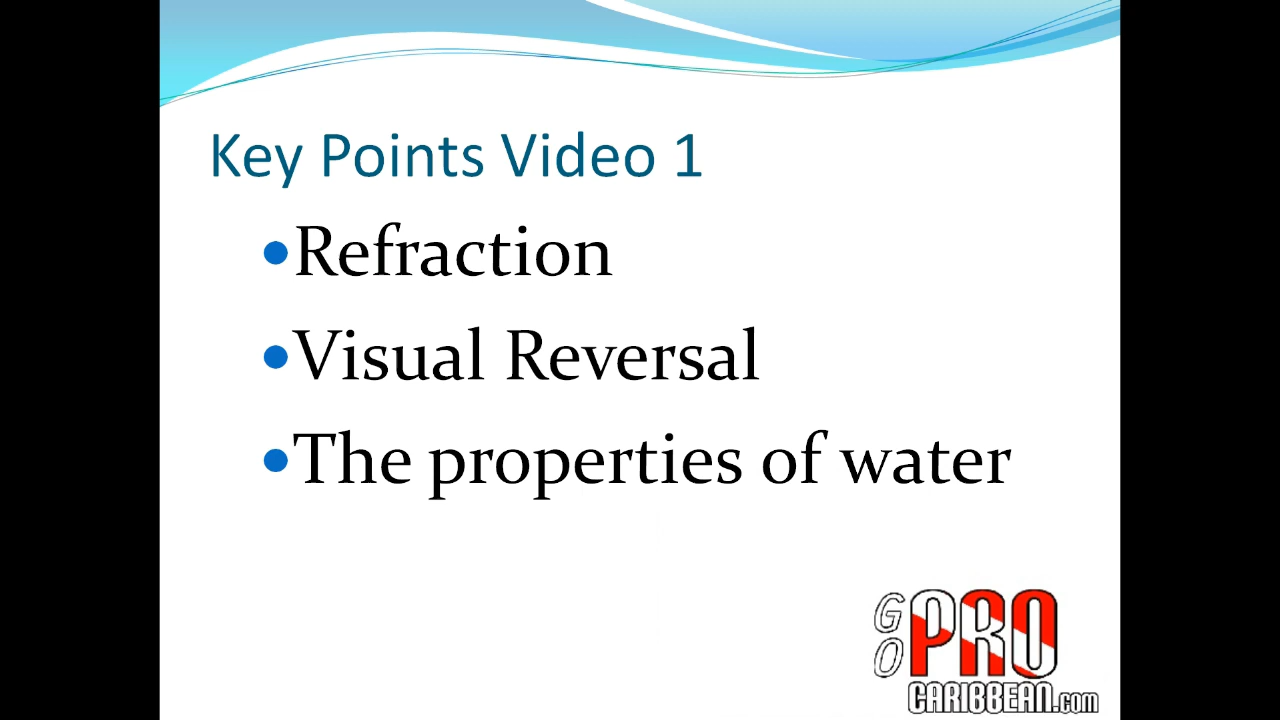 Key Points Video 1
•Refraction
•Visual Reversal
•The properties of water
GO PRO
CARIBBEAN.com